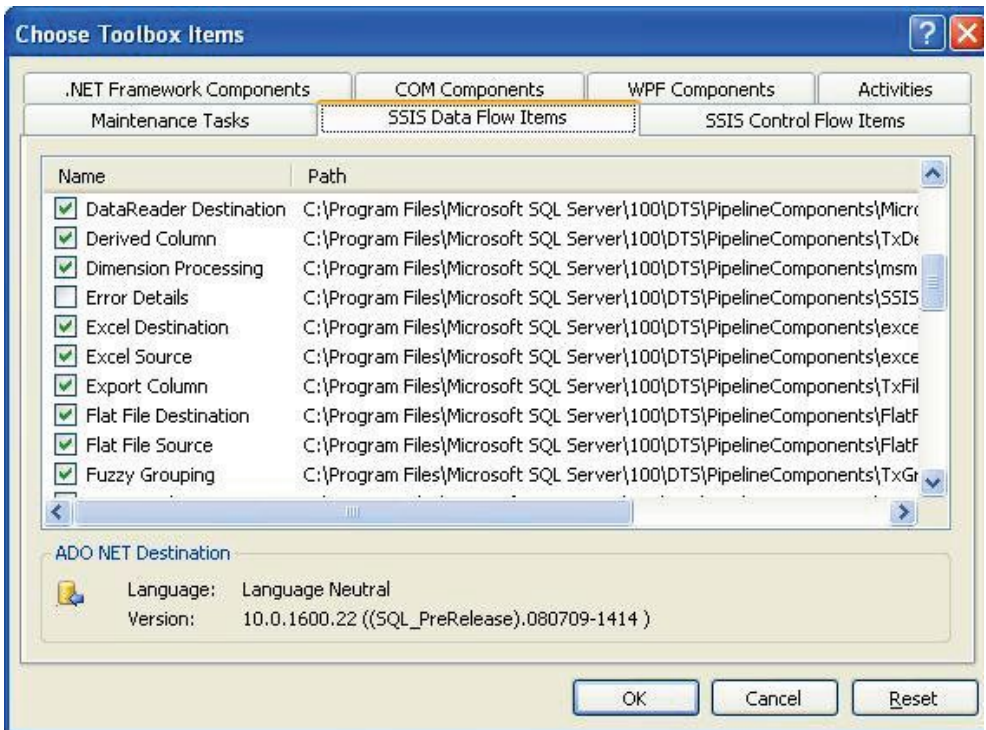 Choose Toolbox Items
.NET Framework Components COM Components WPF Components Activities
Maintenance Tasks SSIS Data Flow Items SSIS Control Flow Items
Name Path
DataReader Destination C:\Program Files\Microsoft SQL Server\100\DTS\PipelineComponents\Micro
Derived Column C:\Program Files\Microsoft SQL Server\100\DTS\PipelineComponents\TxDe
Dimension Processing C:\Program Files\Microsoft SQL Server\100\DTS\PipelineComponents\msm
Error Details C:\Program Files\Microsoft SQL Server\100\DTS\PipelineComponents\SSIS
Excel Destination C:\Program Files\Microsoft SQL Server\100\DTS\PipelineComponents\exce
Excel Source C:\Program Files\Microsoft SQL Server\100\DTS\PipelineComponents\exce
Export Column C:\Program Files\Microsoft SQL Server\100\DTS\PipelineComponents\TxFil
Flat File Destination C:\Program Files\Microsoft SQL Server\100\DTS\PipelineComponents\FlatF
Flat File Source C:\Program Files\Microsoft SQL Server\100\DTS\PipelineComponents\FlatF
Fuzzy Grouping C:\Program Files\Microsoft SQL Server\100\DTS\PipelineComponents\TxGr
ADO NET Destination
Language: Language Neutral
Version: 10.0.1600.22 ((SQL_PreRelease).080709-1414 )
OK Cancel Reset